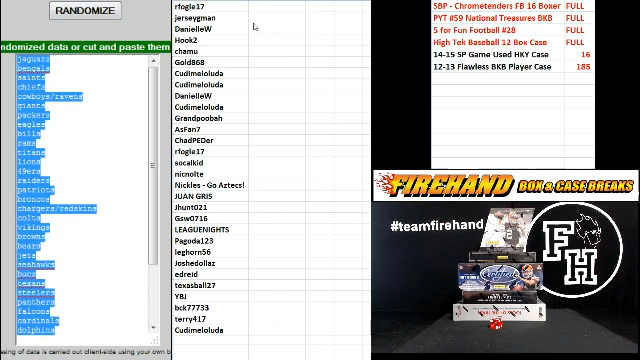 RANDOMIZE
ndomized data or cut and paste them
jaguars
bengals
saints
chiefs
cowboys/ravens
giants
packers
eagles
bills
rams
titans
lions
49ers
raiders
patriots
broncos
chargers/redskins
colts
vikings
browns
bears
jets
seahawks
bucs
texans
steelers
panthers
falcons
cardinals
dolphins
ssing of data is carried out client-side using your own b
rfogle17
jerseygman
DanielleW
Hook2
chamu
Gold868
Cudimeloluda
Cudimeloluda
DanielleW
Cudimeloluda
Grandpoobah
AsFan7
ChadPEDer
rfogle17
socalkid
nicnolte
Nickles - Go Aztecs!
JUAN GRIS
Jhunt021
Gsw0716
LEAGUENIGHTS
Pagoda123
leghorn56
Joshedollaz
edreid
texasball27
YBJ
bck77733
terry417
Cudimeloluda
SBP - Chrometenders FB 16 Boxer FULL
PYT #59 National Treasures BKB FULL
5 for Fun Football #28 FULL
High Tek Baseball 12 Box Case FULL
14-15 SP Game Used HKY Case 16
12-13 Flawless BKB Player Case 185
FIREHAND BOX & CASE BREAKS
#teamfirehand
F H
Certified